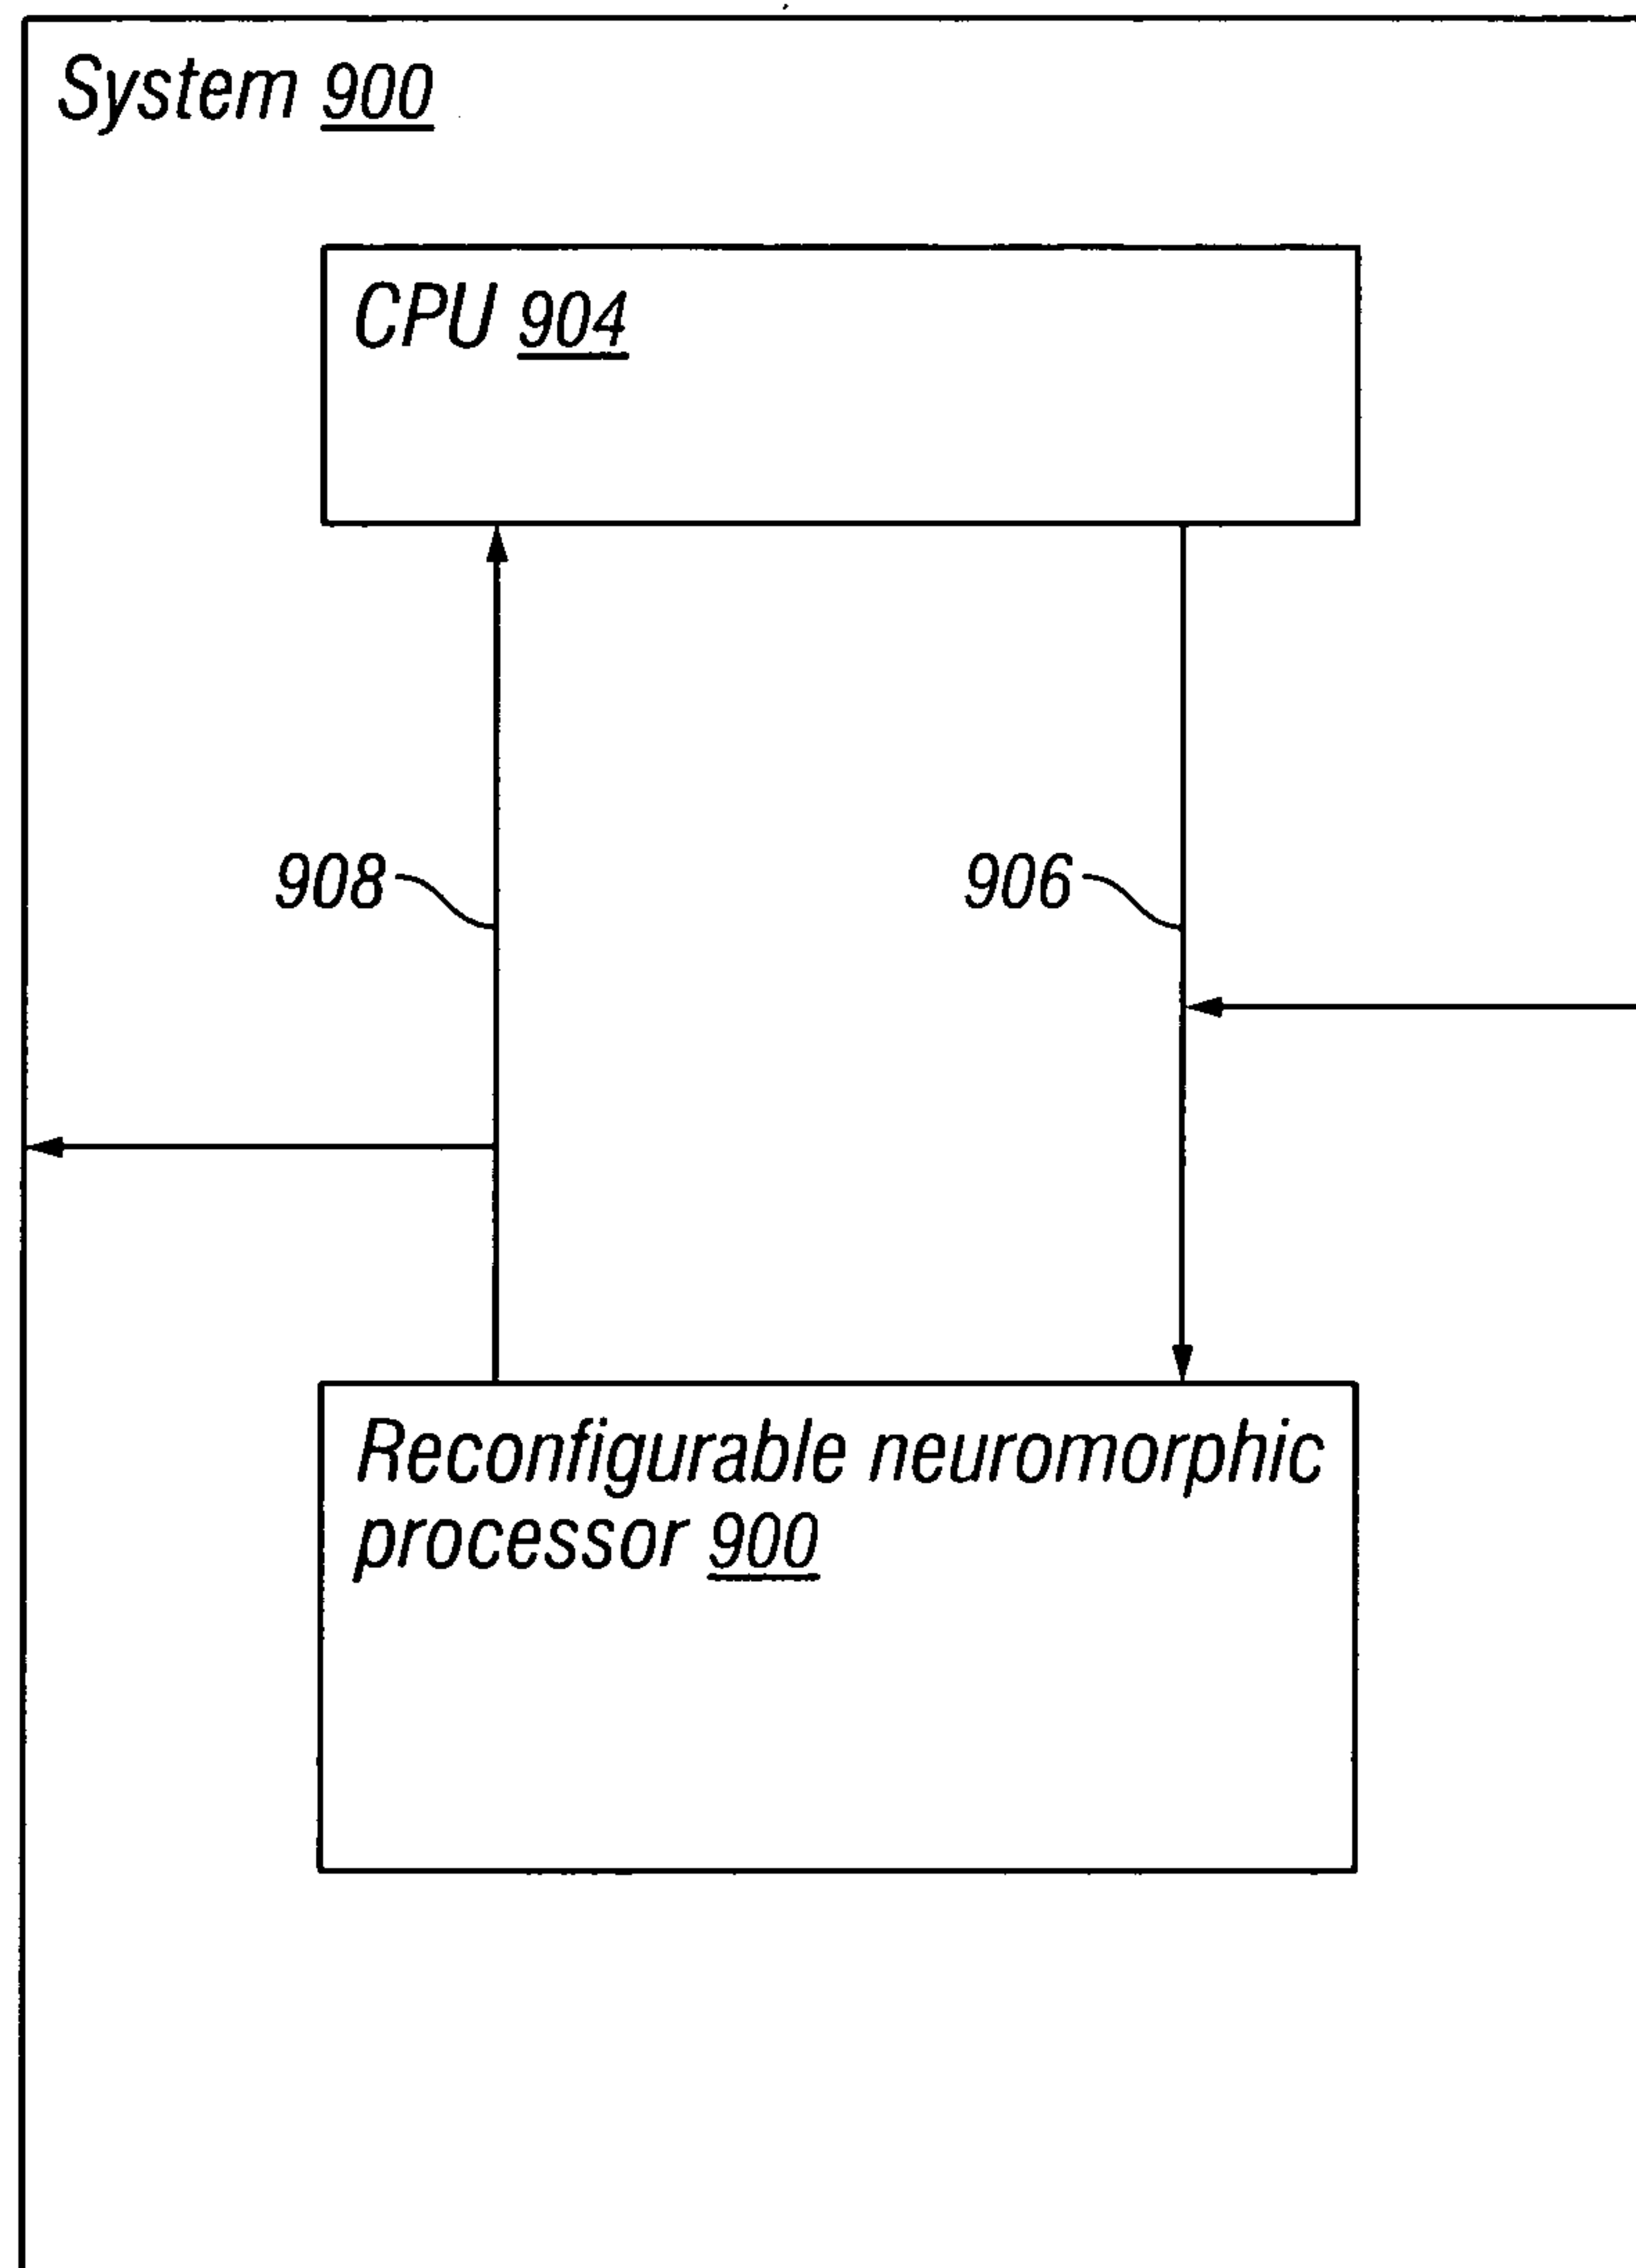 System 900
CPU 904
908
906
Reconfigurable neuromorphic
processor 900